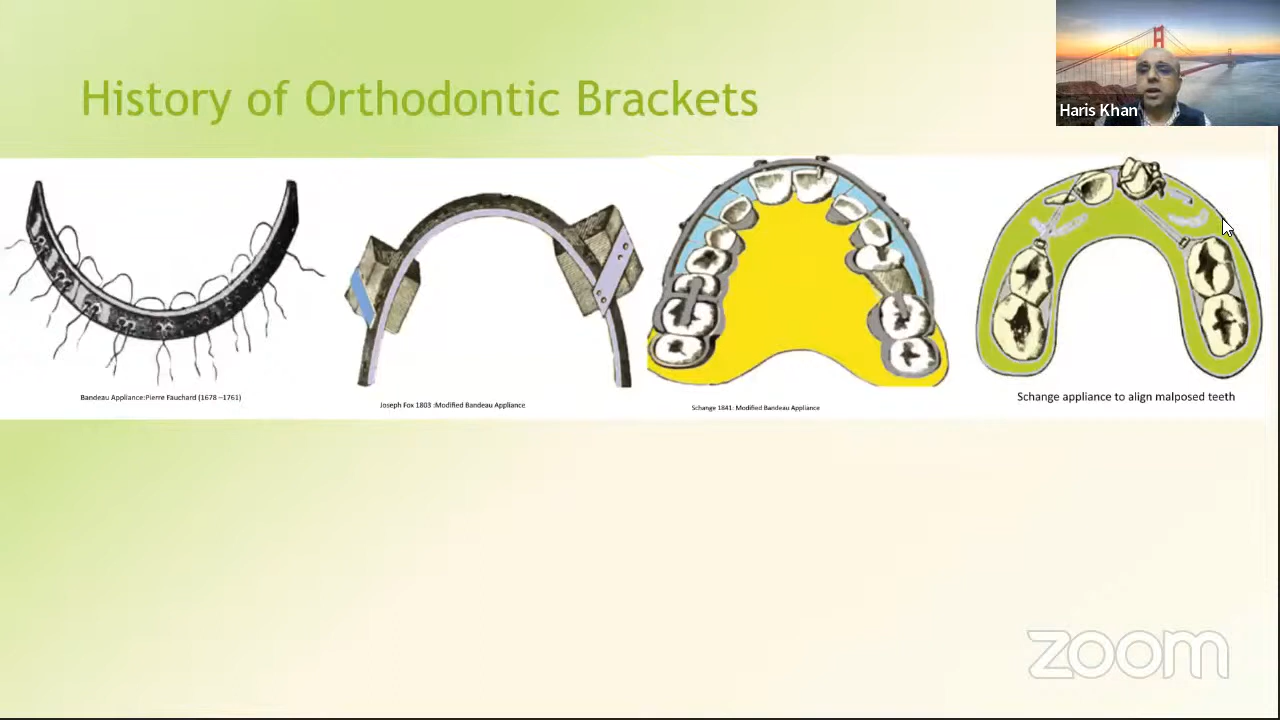 History of Orthodontic Brackets
Haris Khan
Bandeau Appliance:Pierre Fauchard (1678 –1761)
Joseph Fox 1803 :Modified Bandeau Appliance
Schange 1841: Modified Bandeau Appliance
Schange appliance to align malposed teeth
zoom